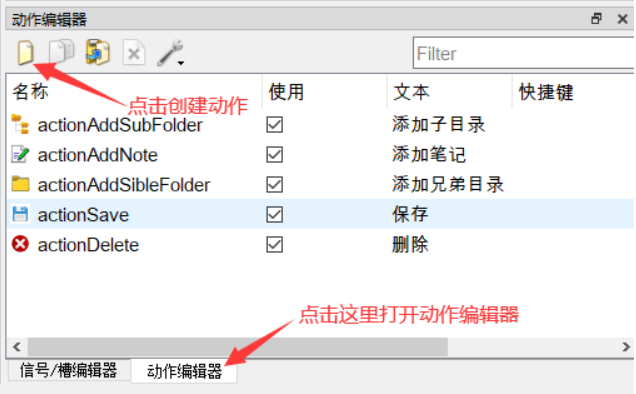 动作编辑器
Filter
名称 使用 文本 快捷键
点击创建动作
actionAddSubFolder 添加子目录
actionAddNote 添加笔记
actionAddSibleFolder 添加兄弟目录
actionSave 保存
actionDelete 删除
点击这里打开动作编辑器
信号/槽编辑器 动作编辑器